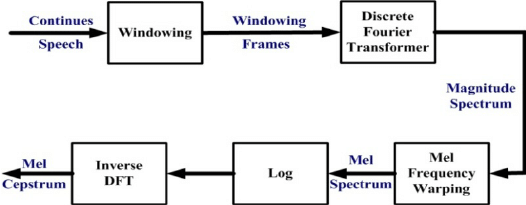 Continues
Speech
Windowing
Windowing
Frames
Discrete
Fourier
Transformer
Magnitude
Spectrum
Mel
Frequency
Warping
Mel
Spectrum
Log
Inverse
DFT
Mel
Cepstrum